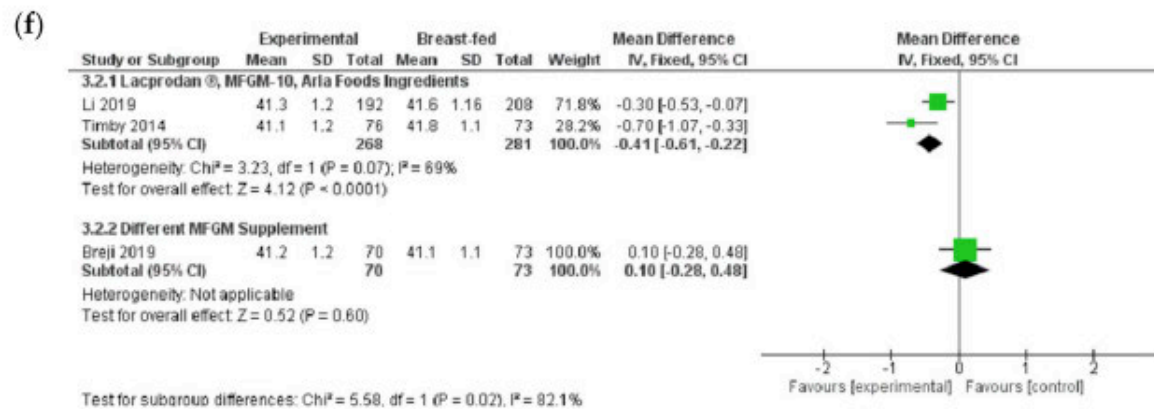 (f)
Experimental Breast-fed Mean Difference Mean Difference
Study or Subgroup Mean SD Total Mean SD Total Weight IV, Fixed, 95% CI IV, Fixed, 95% CI
3.2.1 Lacprodan ®, MFGM-10, Arla Foods Ingredients
Li 2019 41.3 1.2 192 41.6 1.16 208 71.8% -0.30 [-0.53, -0.07]
Timby 2014 41.1 1.2 76 41.8 1.1 73 28.2% -0.70 [-1.07, -0.33]
Subtotal (95% CI) 268 281 100.0% -0.41 [-0.61, -0.22]
Heterogeneity: Chi² = 3.23, df = 1 (P = 0.07); I² = 69%
Test for overall effect: Z = 4.12 (P < 0.0001)
3.2.2 Different MFGM Supplement
Breji 2019 41.2 1.2 70 41.1 1.1 73 100.0% 0.10 [-0.28, 0.48]
Subtotal (95% CI) 70 73 100.0% 0.10 [-0.28, 0.48]
Heterogeneity: Not applicable
Test for overall effect: Z = 0.52 (P = 0.60)
-2 -1 0 1 2
Favours [experimental] Favours [control]
Test for subgroup differences: Chi² = 5.58, df = 1 (P = 0.02), I² = 82.1%